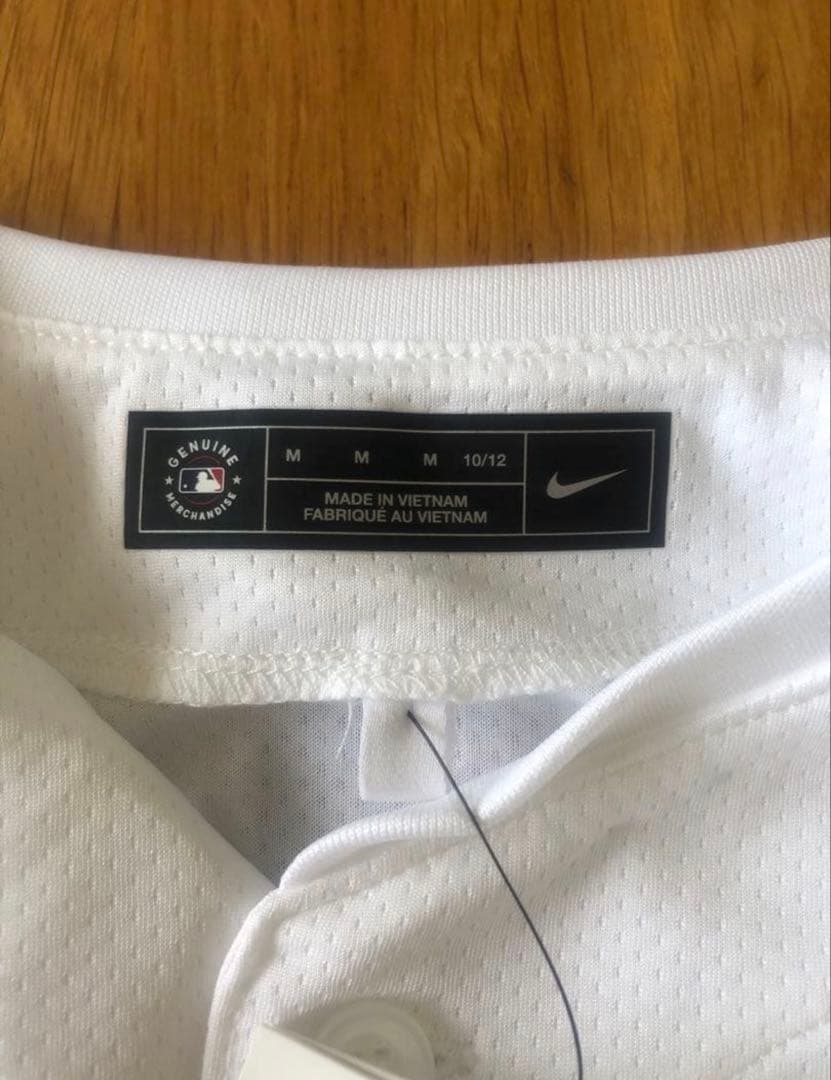 GENUINE
MERCHANDISE
M M M 10/12
MADE IN VIETNAM
FABRIQUÉ AU VIETNAM